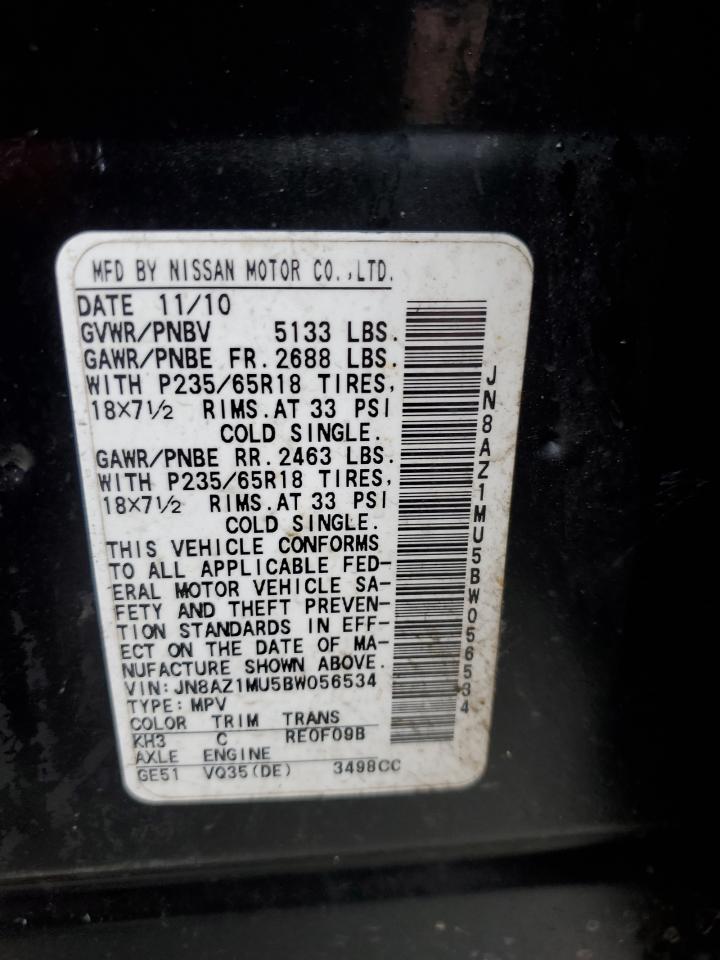 MFD BY NISSAN MOTOR CO.,LTD.
DATE 11/10
GVWR/PNBV 5133 LBS.
GAWR/PNBE FR.2688 LBS.
WITH P235/65R18 TIRES,
18X7½ RIMS.AT 33 PSI
COLD SINGLE.
GAWR/PNBE RR.2463 LBS.
WITH P235/65R18 TIRES,
18X7½ RIMS.AT 33 PSI
COLD SINGLE.
THIS VEHICLE CONFORMS
TO ALL APPLICABLE FED-
ERAL MOTOR VEHICLE SA-
FETY AND THEFT PREVEN-
TION STANDARDS IN EFF-
ECT ON THE DATE OF MA-
NUFACTURE SHOWN ABOVE.
VIN: JN8AZ1MU5BW056534
TYPE: MPV
COLOR TRIM TRANS
KH3 C RE0F09B
AXLE ENGINE
GE51 VQ35(DE) 3498CC
JN8AZ1MU5BW056534